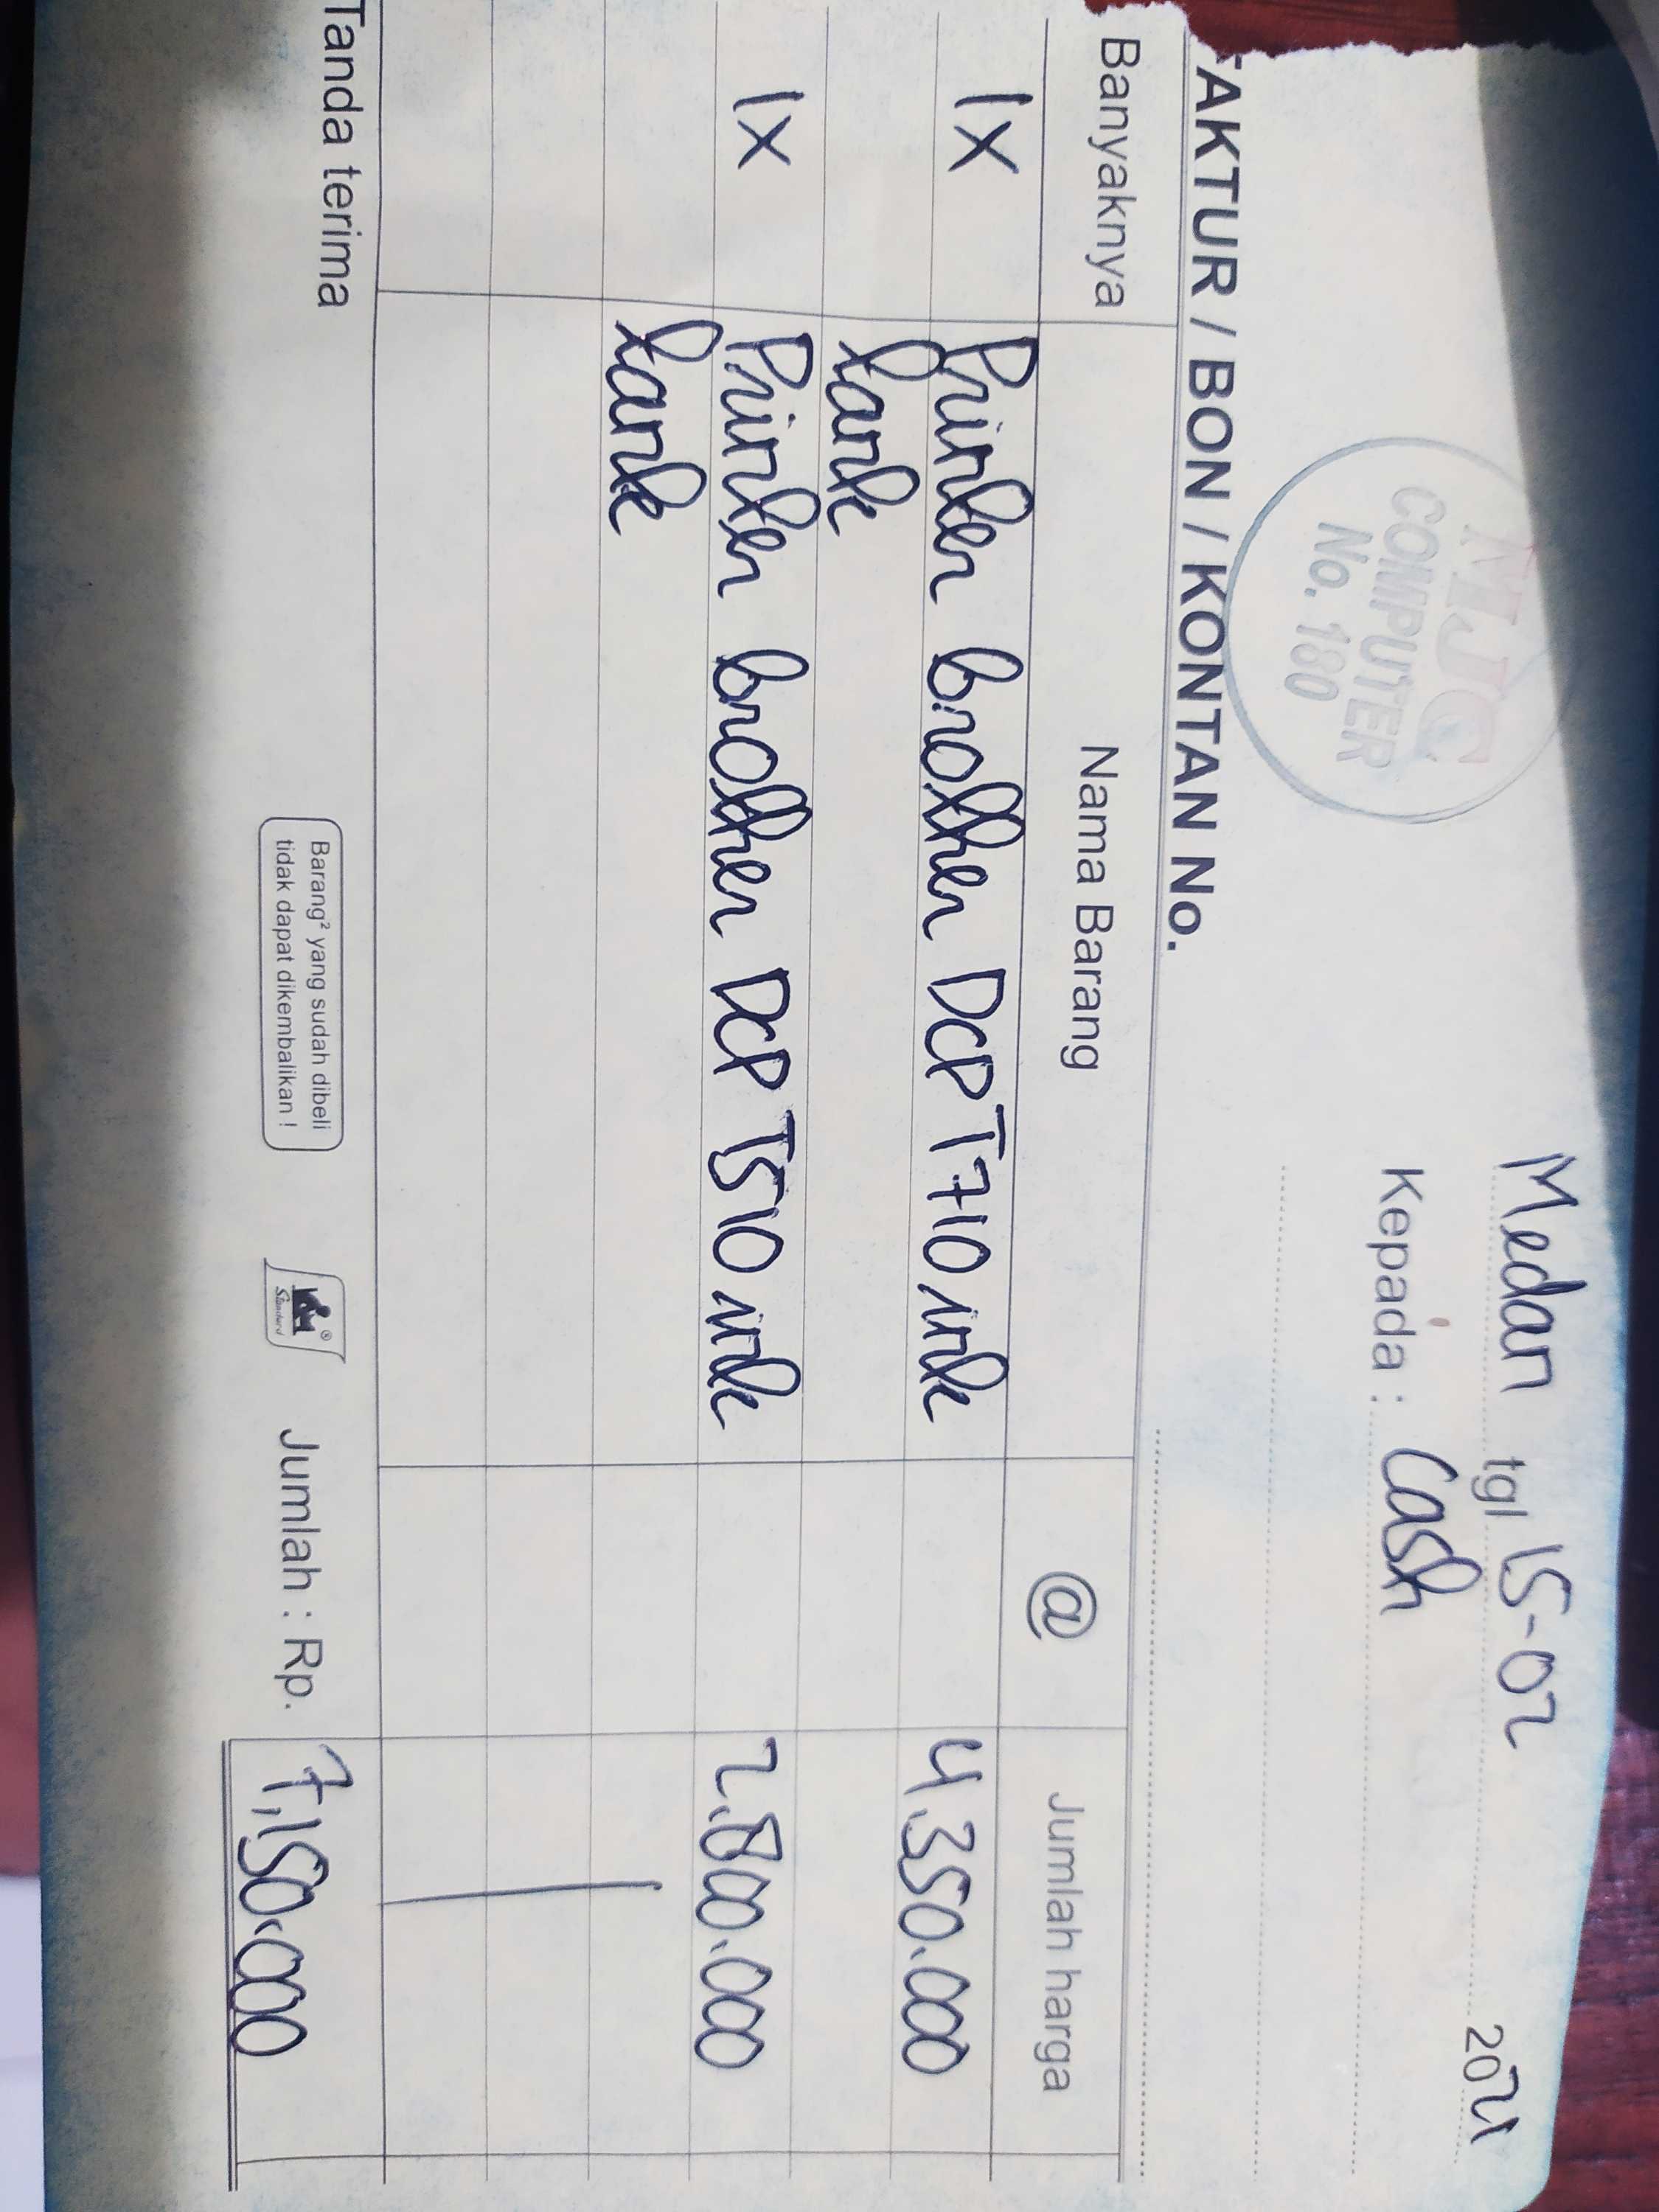 MJC
COMPUTER
No. 180
Medan tgl 15-02 2021
Kepada : Cash
FAKTUR / BON / KONTAN No.
Banyaknya Nama Barang @ Jumlah harga
1x Printer brother DCP T710 ink 4.350.000
tank
1x Printer brother DCP T510 ink 2.800.000
tank
Tanda terima
Barang² yang sudah dibeli
tidak dapat dikembalikan !
® Standard
Jumlah : Rp. 7,150.000